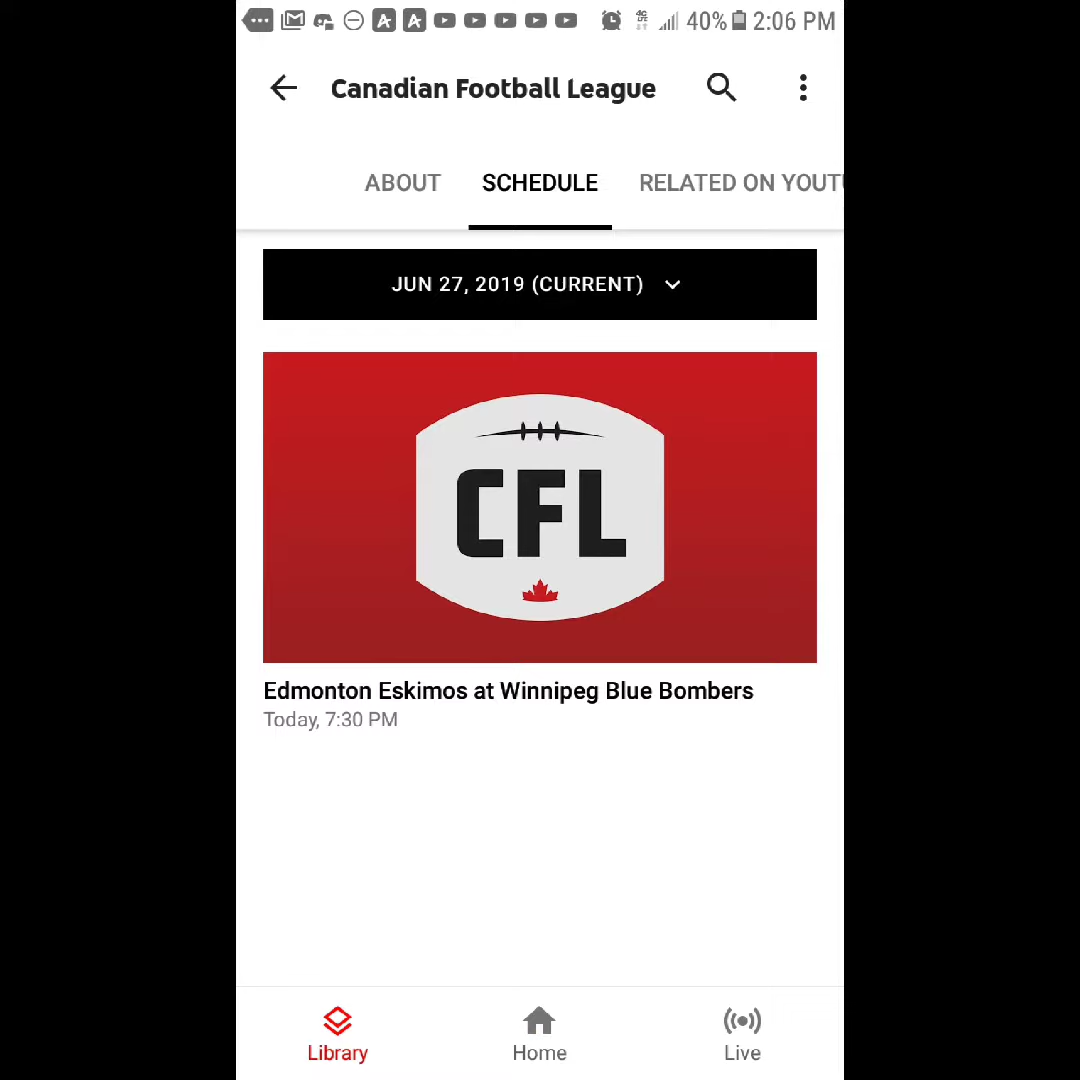 40% 2:06 PM
Canadian Football League
ABOUT SCHEDULE RELATED ON YOUT
JUN 27, 2019 (CURRENT)
CFL
Edmonton Eskimos at Winnipeg Blue Bombers
Today, 7:30 PM
Library Home Live